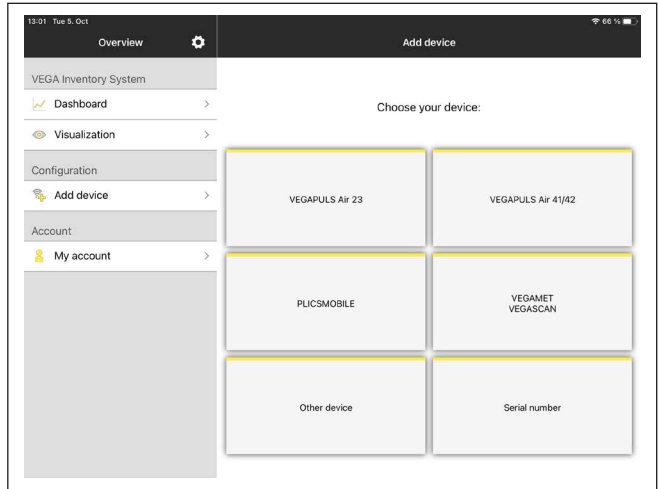 13:01 Tue 5. Oct
66 %
Overview
Add device
VEGA Inventory System
Dashboard
Visualization
Configuration
Add device
Account
My account
Choose your device:
VEGAPULS Air 23
VEGAPULS Air 41/42
PLICSMOBILE
VEGAMET
VEGASCAN
Other device
Serial number